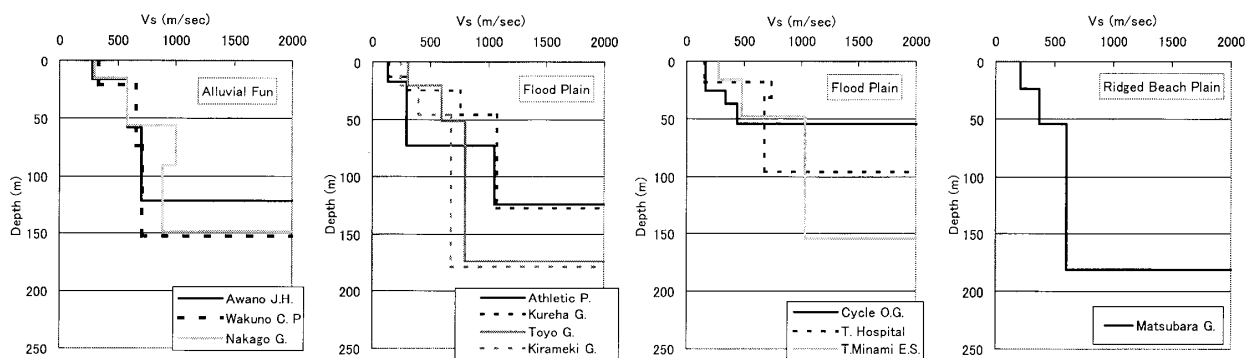 Vs (m/sec)
0 500 1000 1500 2000
Depth (m)
0
50
100
150
200
250
Alluvial Fun
Awano J.H.
Wakuno C. P
Nakago G.
Vs (m/sec)
0 500 1000 1500 2000
Depth (m)
0
50
100
150
200
250
Flood Plain
Athletic P.
Kureha G.
Toyo G.
Kirameki G.
Vs (m/sec)
0 500 1000 1500 2000
Depth (m)
0
50
100
150
200
250
Flood Plain
Cycle O.G.
T. Hospital
T.Minami E.S.
Vs (m/sec)
0 500 1000 1500 2000
Depth (m)
0
50
100
150
200
250
Ridged Beach Plain
Matsubara G.